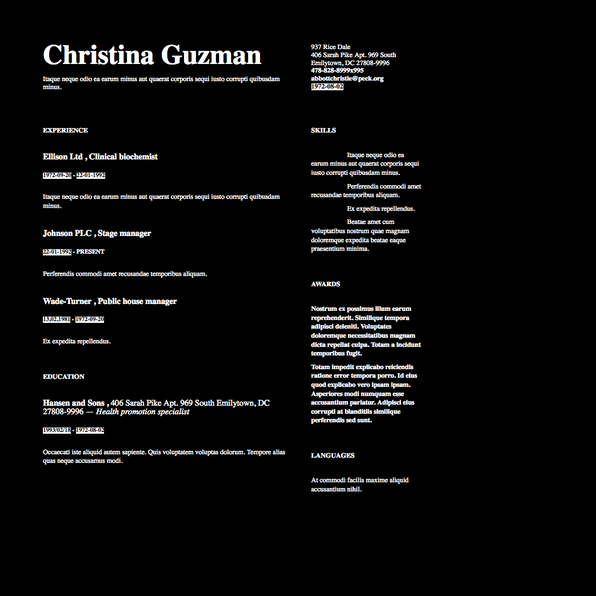 Christina Guzman
Itaque neque odio ea earum minus aut quaerat corporis sequi iusto corrupti quibusdam
minus.
937 Rice Dale
406 Sarah Pike Apt. 969 South
Emilytown, DC 27808-9996
478-828-8999x995
abbottchristie@peck.org
1972-08-02
EXPERIENCE
Ellison Ltd , Clinical biochemist
1972-09-20 - 22-01-1992
Itaque neque odio ea earum minus aut quaerat corporis sequi iusto corrupti quibusdam
minus.
Johnson PLC , Stage manager
22-01-1992 - PRESENT
Perferendis commodi amet recusandae temporibus aliquam.
Wade-Turner , Public house manager
13.02.1981 - 1972-09-20
Ex expedita repellendus.
EDUCATION
Hansen and Sons , 406 Sarah Pike Apt. 969 South Emilytown, DC
27808-9996 — Health promotion specialist
1993/02/18 - 1972-08-02
Occaecati iste aliquid autem sapiente. Quis voluptatem voluptas dolorum. Tempore alias
quas neque accusamus modi.
SKILLS
Itaque neque odio ea
earum minus aut quaerat corporis sequi
iusto corrupti quibusdam minus.
Perferendis commodi amet
recusandae temporibus aliquam.
Ex expedita repellendus.
Beatae amet cum
voluptatibus nostrum quae magnam
doloremque expedita beatae eaque
praesentium minima.
AWARDS
Nostrum ex possimus illum earum
reprehenderit. Similique tempora
adipisci deleniti. Voluptates
doloremque necessitatibus magnam
dicta repellat culpa. Totam a incidunt
temporibus fugit.
Totam impedit explicabo reiciendis
ratione error tempora porro. Id eius
quod explicabo vero ipsam ipsam.
Asperiores modi numquam esse
accusantium pariatur. Adipisci eius
corrupti at blanditiis similique
perferendis sed sunt.
LANGUAGES
At commodi facilis maxime aliquid
accusantium nihil.